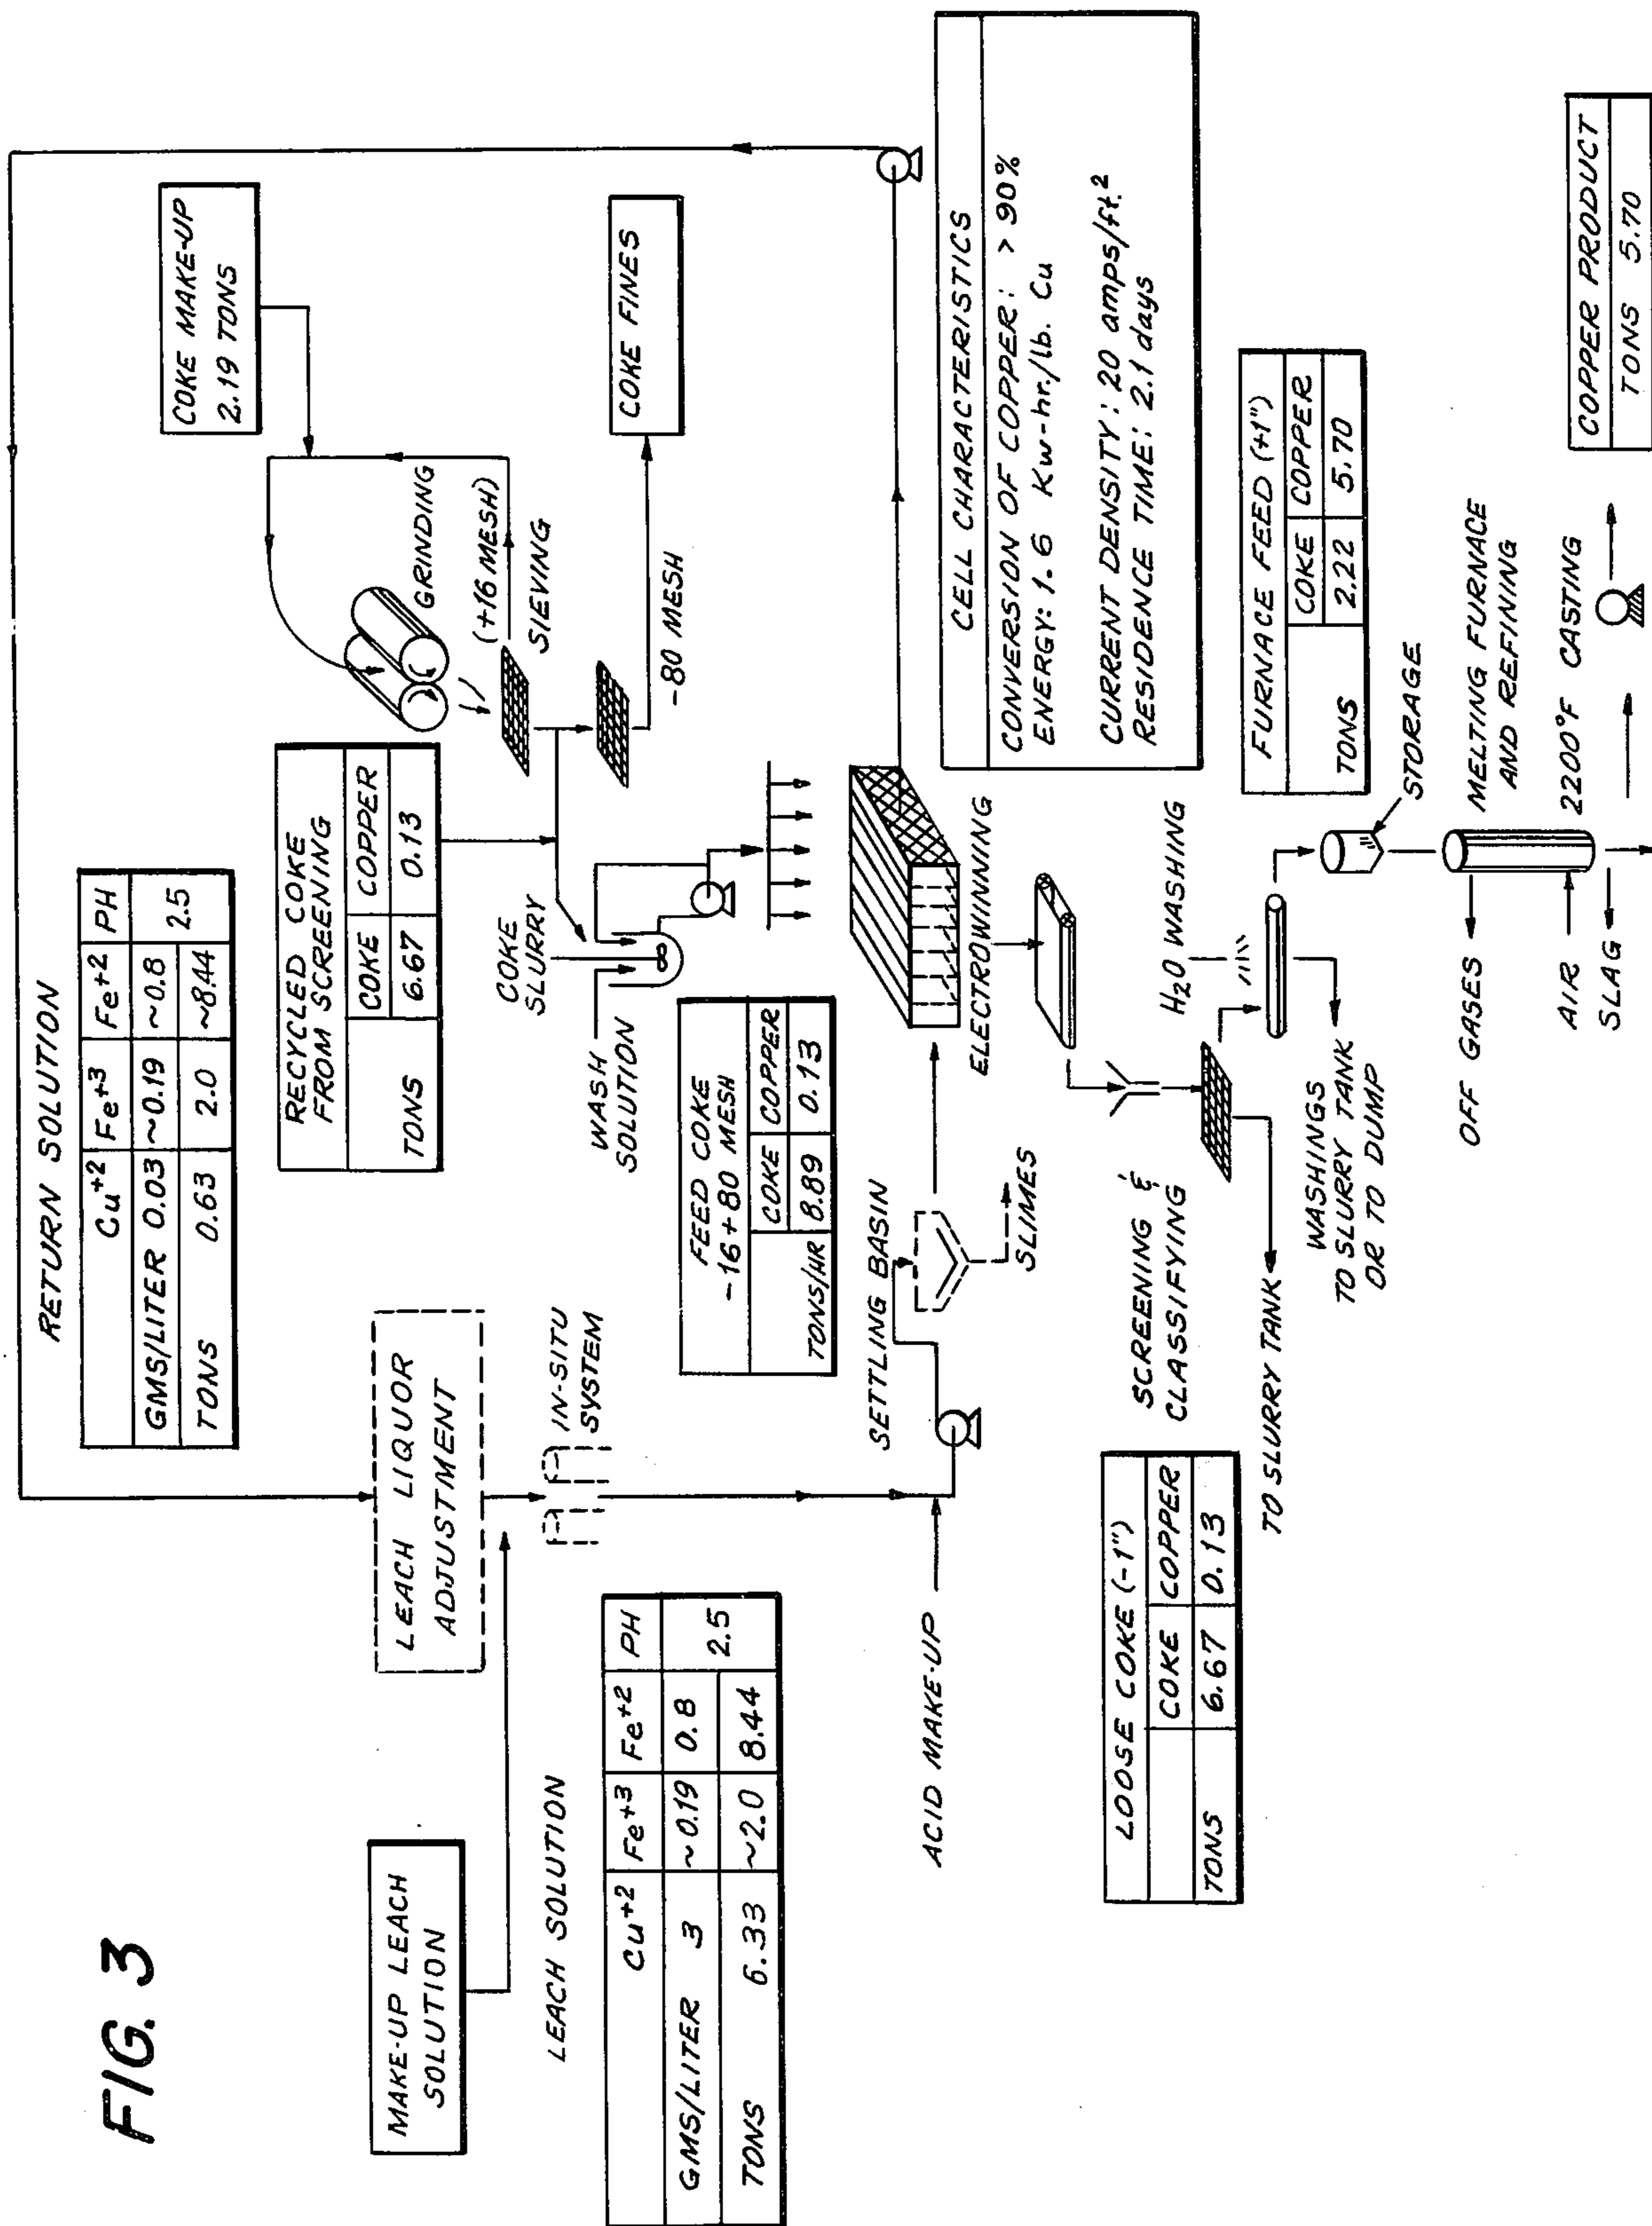 FIG. 3
RETURN SOLUTION
Cu+2 Fe+3 Fe+2 PH
GMS/LITER 0.03 ~0.19 ~0.8 2.5
TONS 0.63 2.0 ~8.44
MAKE-UP LEACH
SOLUTION
LEACH LIQUOR
ADJUSTMENT
IN-SITU
SYSTEM
LEACH SOLUTION
Cu+2 Fe+3 Fe+2 PH
GMS/LITER 3 ~0.19 0.8 2.5
TONS 6.33 ~2.0 8.44
RECYCLED COKE
FROM SCREENING
COKE COPPER
TONS 6.67 0.13
COKE MAKE-UP
2.19 TONS
GRINDING
(+16 MESH)
SIEVING
-80 MESH
COKE FINES
COKE
SLURRY
WASH
SOLUTION
FEED COKE
-16+80 MESH
COKE COPPER
TONS/HR 8.89 0.13
ACID MAKE-UP
SETTLING BASIN
SLIMES
ELECTROWINNING
CELL CHARACTERISTICS
CONVERSION OF COPPER: > 90%
ENERGY: 1.6 Kw-hr./lb. Cu
CURRENT DENSITY: 20 amps/ft.2
RESIDENCE TIME: 2.1 days
LOOSE COKE (-1")
COKE COPPER
TONS 6.67 0.13
SCREENING &
CLASSIFYING
TO SLURRY TANK
H2O WASHING
WASHINGS
TO SLURRY TANK
OR TO DUMP
FURNACE FEED (+1")
COKE COPPER
TONS 2.22 5.70
STORAGE
OFF GASES
MELTING FURNACE
AND REFINING
AIR
2200°F CASTING
SLAG
COPPER PRODUCT
TONS 5.70